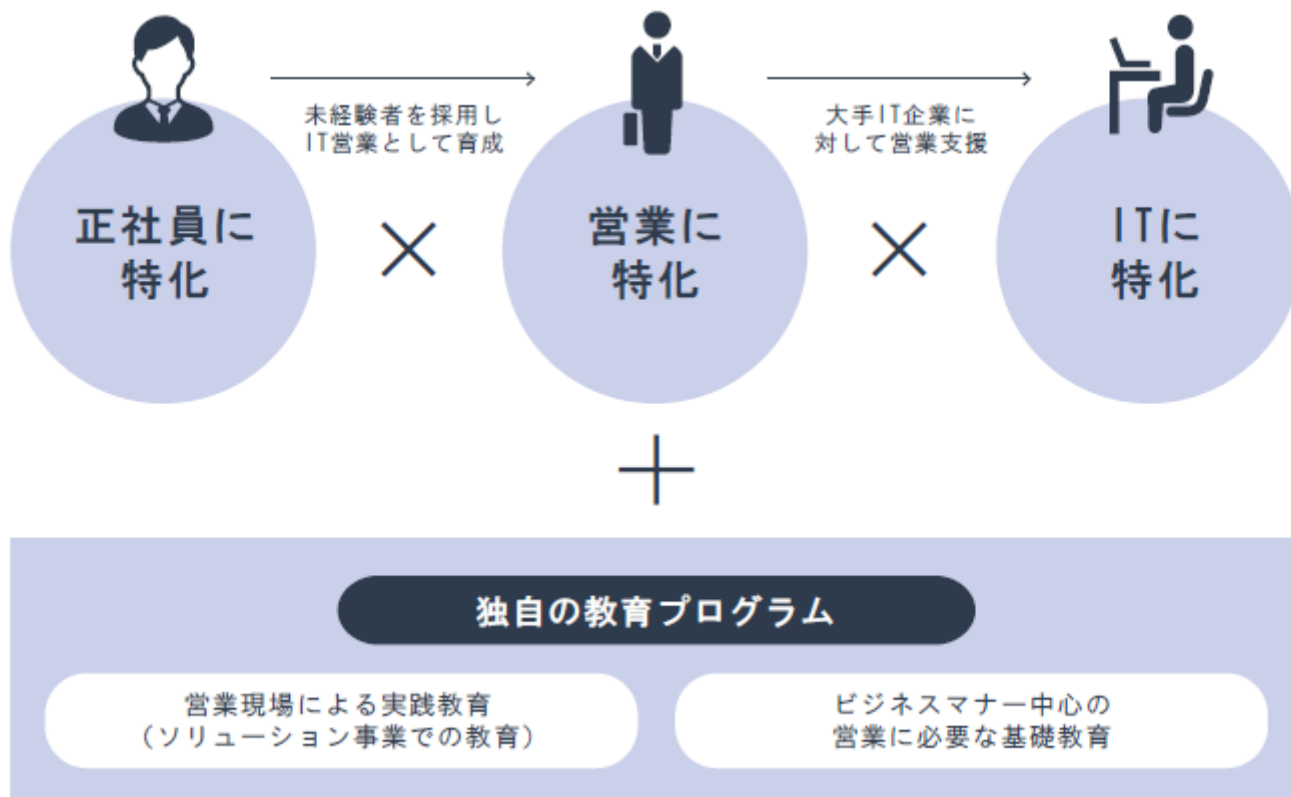 未経験者を採用し
IT営業として育成
大手IT企業に
対して営業支援
正社員に
特化
×
営業に
特化
×
ITに
特化
+
独自の教育プログラム
営業現場による実践教育
（ソリューション事業での教育）
ビジネスマナー中心の
営業に必要な基礎教育